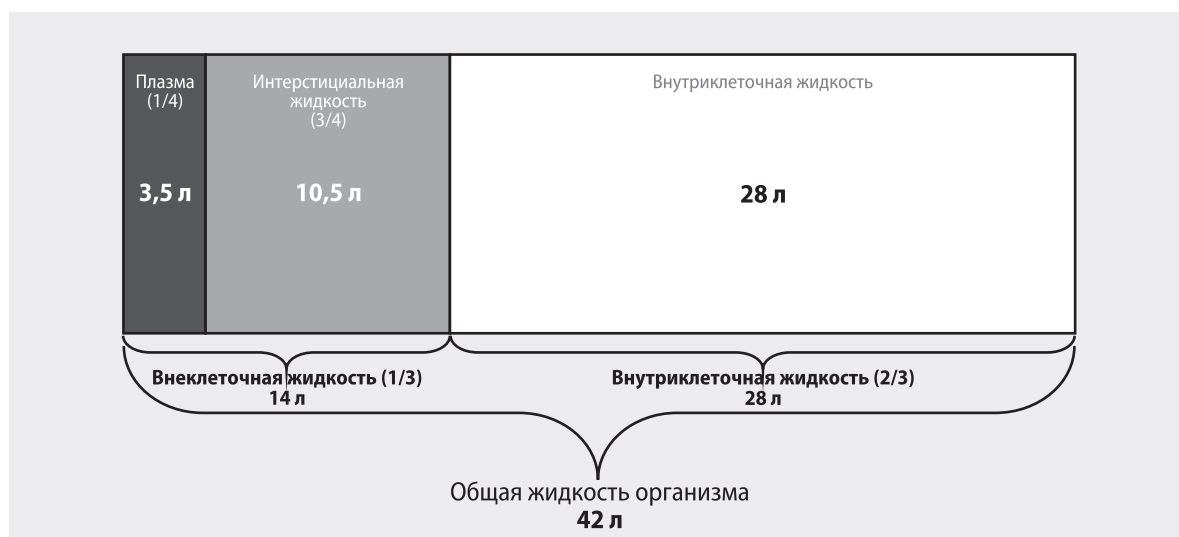 Плазма
(1/4)
3,5 л
Интерстициальная
жидкость
(3/4)
10,5 л
Внутриклеточная жидкость
28 л
Внеклеточная жидкость (1/3)
14 л
Внутриклеточная жидкость (2/3)
28 л
Общая жидкость организма
42 л